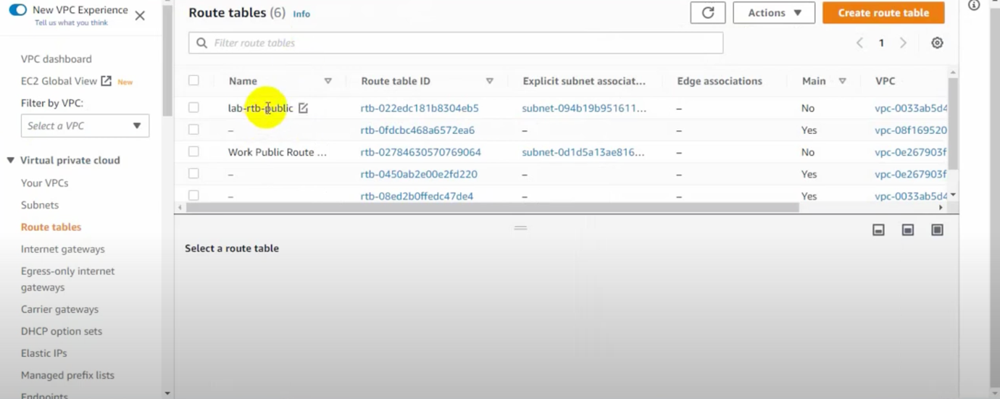 New VPC Experience
Tell us what you think
VPC dashboard
EC2 Global View New
Filter by VPC:
Select a VPC
Virtual private cloud
Your VPCs
Subnets
Route tables
Internet gateways
Egress-only internet
gateways
Carrier gateways
DHCP option sets
Elastic IPs
Managed prefix lists
Endpoints
Route tables (6) Info
Actions
Create route table
Filter route tables
1
Name Route table ID Explicit subnet associat... Edge associations Main VPC
lab-rtb-public rtb-022edc181b8304eb5 subnet-094b19b951611... – No vpc-0033ab5d4
– rtb-0fdcbc468a6572ea6 – – Yes vpc-08f169520
Work Public Route ... rtb-02784630570769064 subnet-0d1d5a13ae816... – No vpc-0e267903f
– rtb-0450ab2e00e2fd220 – – Yes vpc-0e267903f
– rtb-08ed2b0ffedc47de4 – – Yes vpc-0033ab5d4
Select a route table